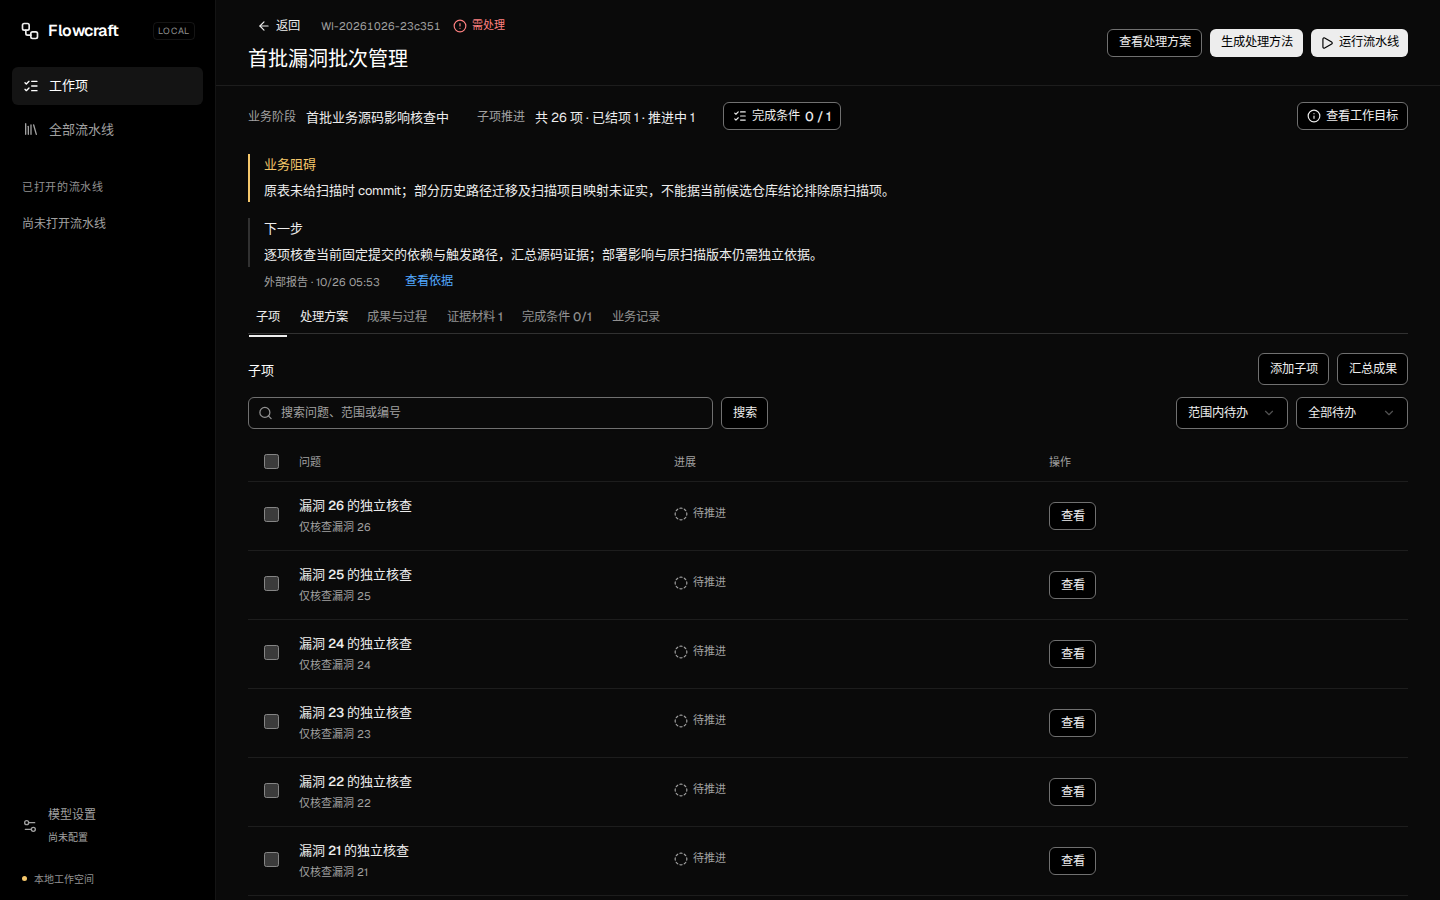 Flowcraft LOCAL
工作项
全部流水线
已打开的流水线
尚未打开流水线
模型设置
尚未配置
本地工作空间
返回 WI-20261026-23c351 需处理
首批漏洞批次管理
查看处理方案 生成处理方法 运行流水线
业务阶段 首批业务源码影响核查中 子项推进 共 26 项 · 已结项 1 · 推进中 1 完成条件 0 / 1 查看工作目标
业务阻碍
原表未给扫描时 commit；部分历史路径迁移及扫描项目映射未证实，不能据当前候选仓库结论排除原扫描项。
下一步
逐项核查当前固定提交的依赖与触发路径，汇总源码证据；部署影响与原扫描版本仍需独立依据。
外部报告 · 10/26 05:53 查看依据
子项 处理方案 成果与过程 证据材料 1 完成条件 0/1 业务记录
子项 添加子项 汇总成果
搜索问题、范围或编号 搜索 范围内待办 全部待办
问题 进展 操作
漏洞 26 的独立核查
仅核查漏洞 26
待推进 查看
漏洞 25 的独立核查
仅核查漏洞 25
待推进 查看
漏洞 24 的独立核查
仅核查漏洞 24
待推进 查看
漏洞 23 的独立核查
仅核查漏洞 23
待推进 查看
漏洞 22 的独立核查
仅核查漏洞 22
待推进 查看
漏洞 21 的独立核查
仅核查漏洞 21
待推进 查看